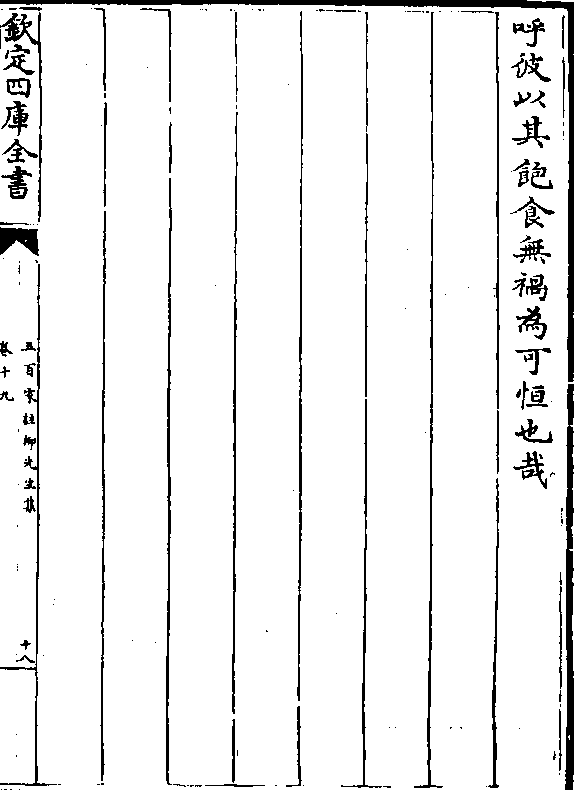 呼彼以其飽食無禍為可恒也哉
欽定四庫全書
五百家註柳先生集
卷十九
十八